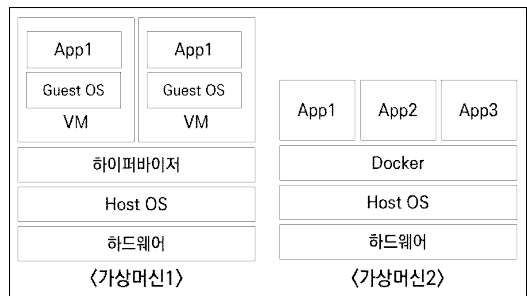 App1 App1
Guest OS Guest OS
VM VM
하이퍼바이저
Host OS
하드웨어
〈가상머신1〉
App1 App2 App3
Docker
Host OS
하드웨어
〈가상머신2〉